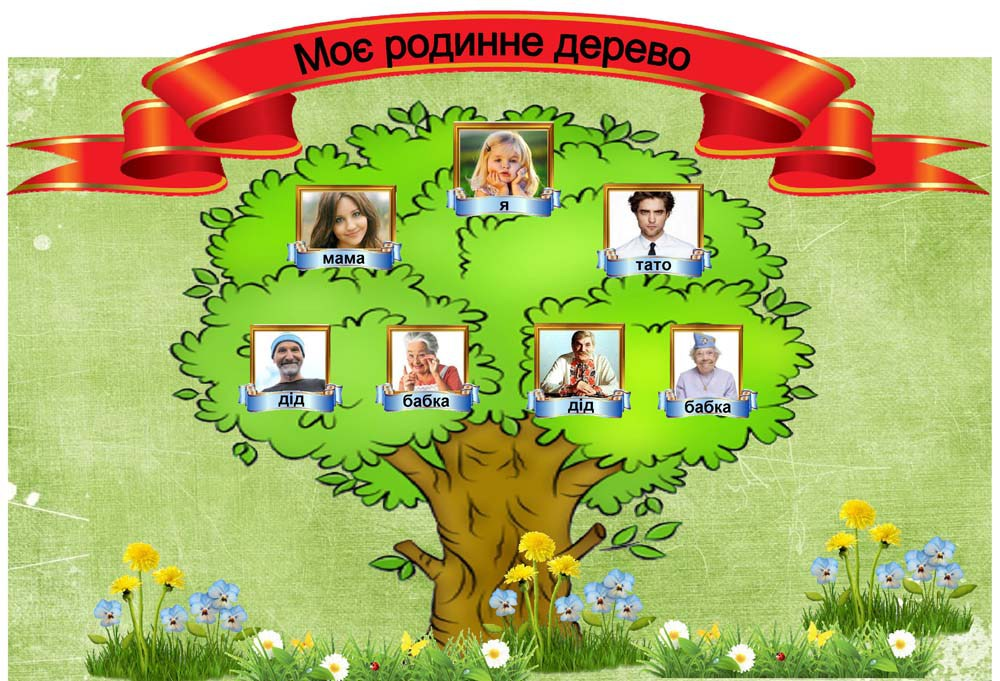 Моє родинне дерево
я
мама
тато
дід
бабка
дід
бабка